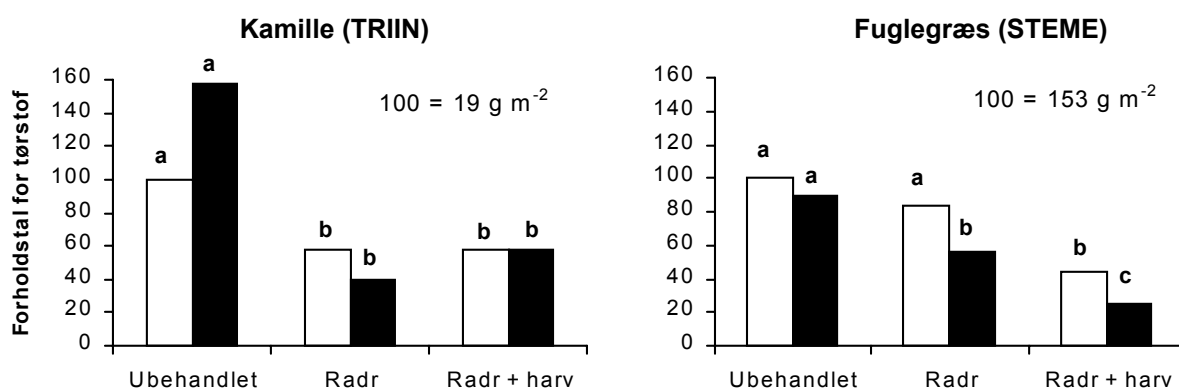 Kamille (TRIIN)
Forholdstal for tørstof
160
140
120
100
80
60
40
20
0
100 = 19 g m-2
a
a
b
b
b
b
Ubehandlet
Radr
Radr + harv
Fuglegræs (STEME)
160
140
120
100
80
60
40
20
0
100 = 153 g m-2
a
a
a
b
b
c
Ubehandlet
Radr
Radr + harv